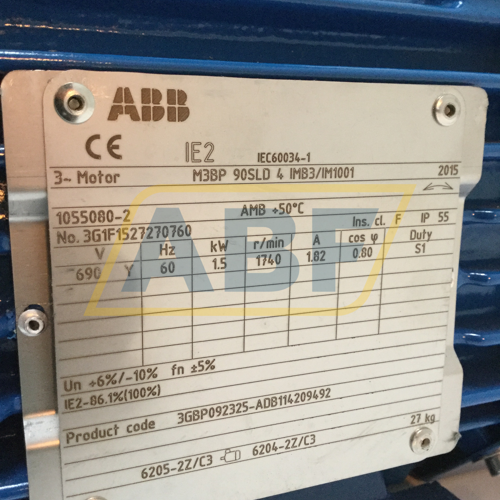 ABB
CE IE2 IEC60034-1
3~ Motor M3BP 90SLD 4 IMB3/IM1001 2015
1055080-2 AMB +50°C Ins. cl. F IP 55
No. 3G1F1527270760
V Hz kW r/min A cos φ Duty
690 Y 60 1.5 1740 1.82 0.80 S1
ABF
Un +6%/-10% fn ±5%
IE2-86.1%(100%)
Product code 3GBP092325-ADB114209492
27 kg
6205-2Z/C3 6204-2Z/C3